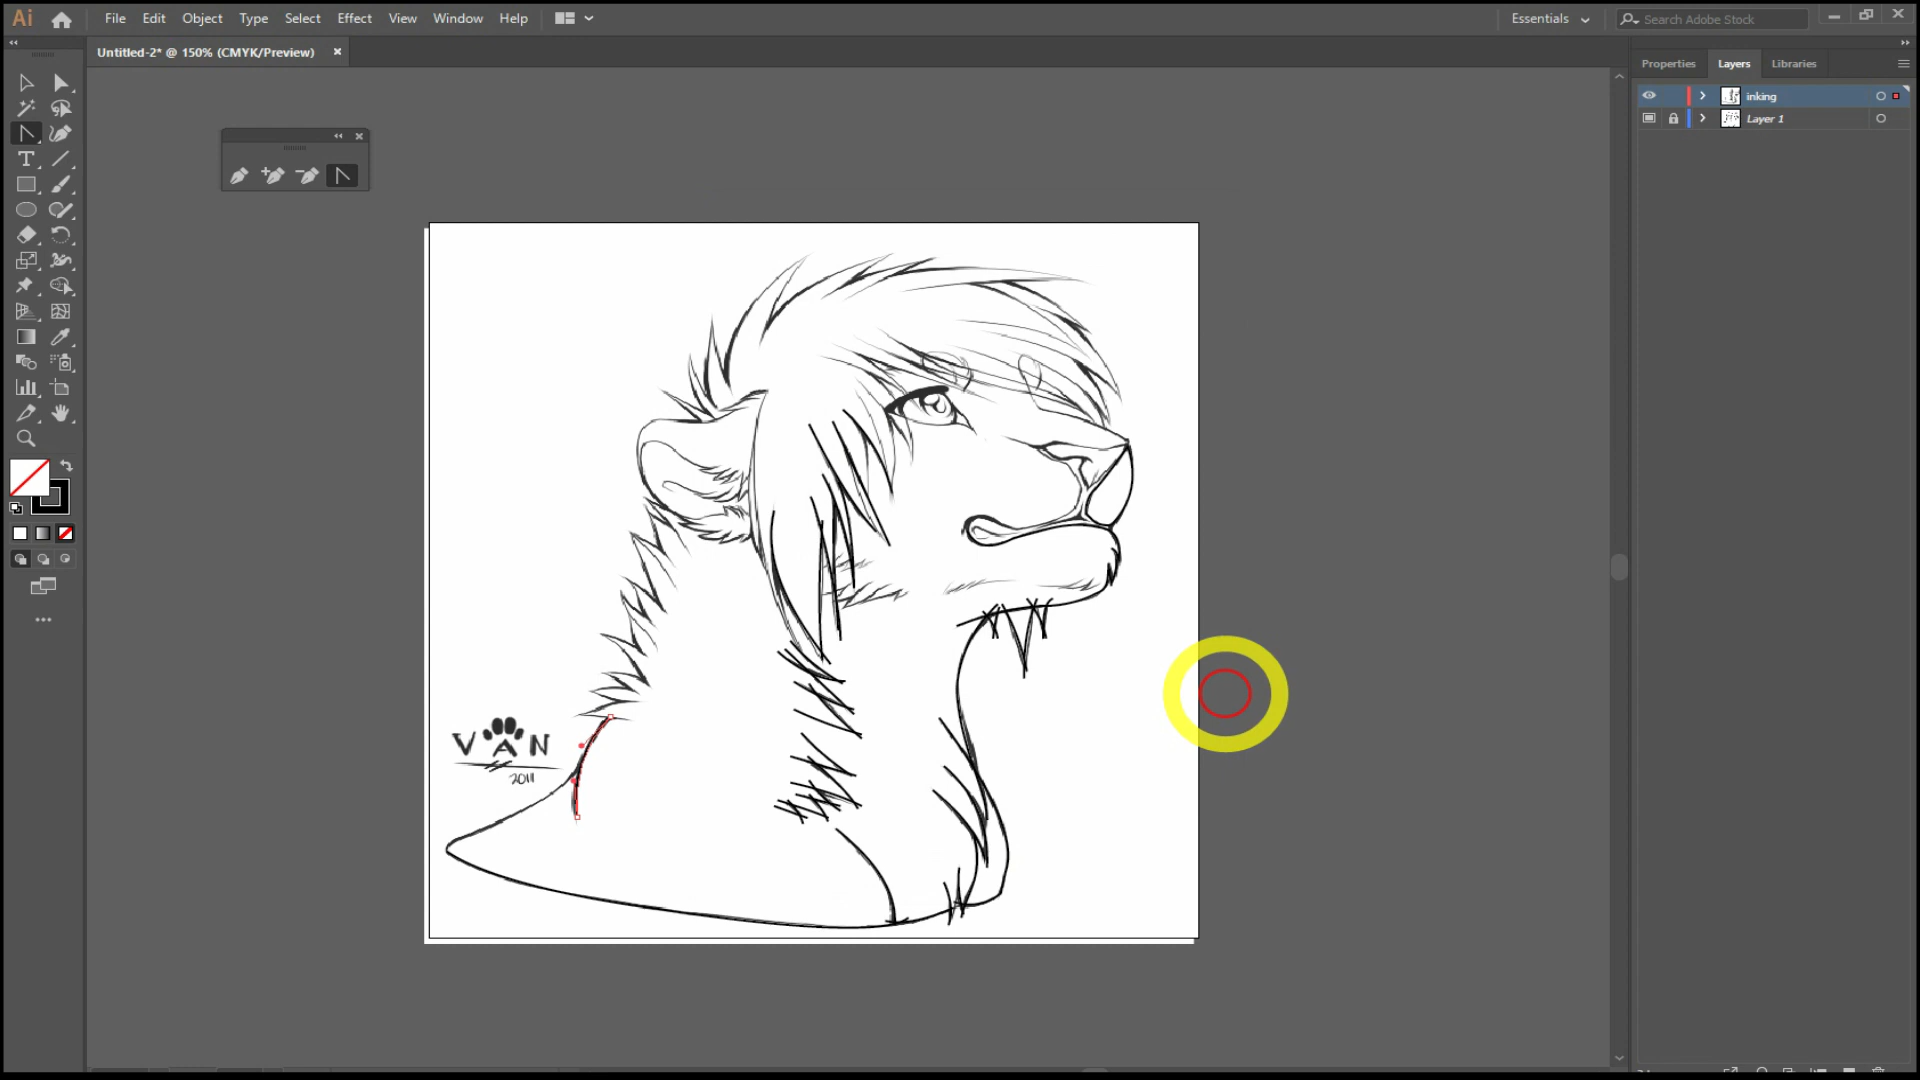 Ai File Edit Object Type Select Effect View Window Help Essentials Search Adobe Stock
Untitled-2* @ 150% (CMYK/Preview)
Properties Layers Libraries
inking
Layer 1
VAN
2011